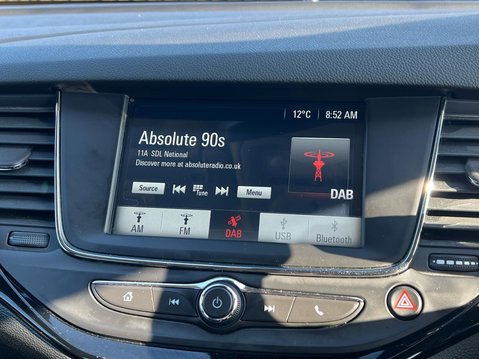 12°C 8:52 AM
Absolute 90s
11A SDL National
Discover more at absoluteradio.co.uk
Source Tune Menu
DAB
AM FM DAB USB Bluetooth